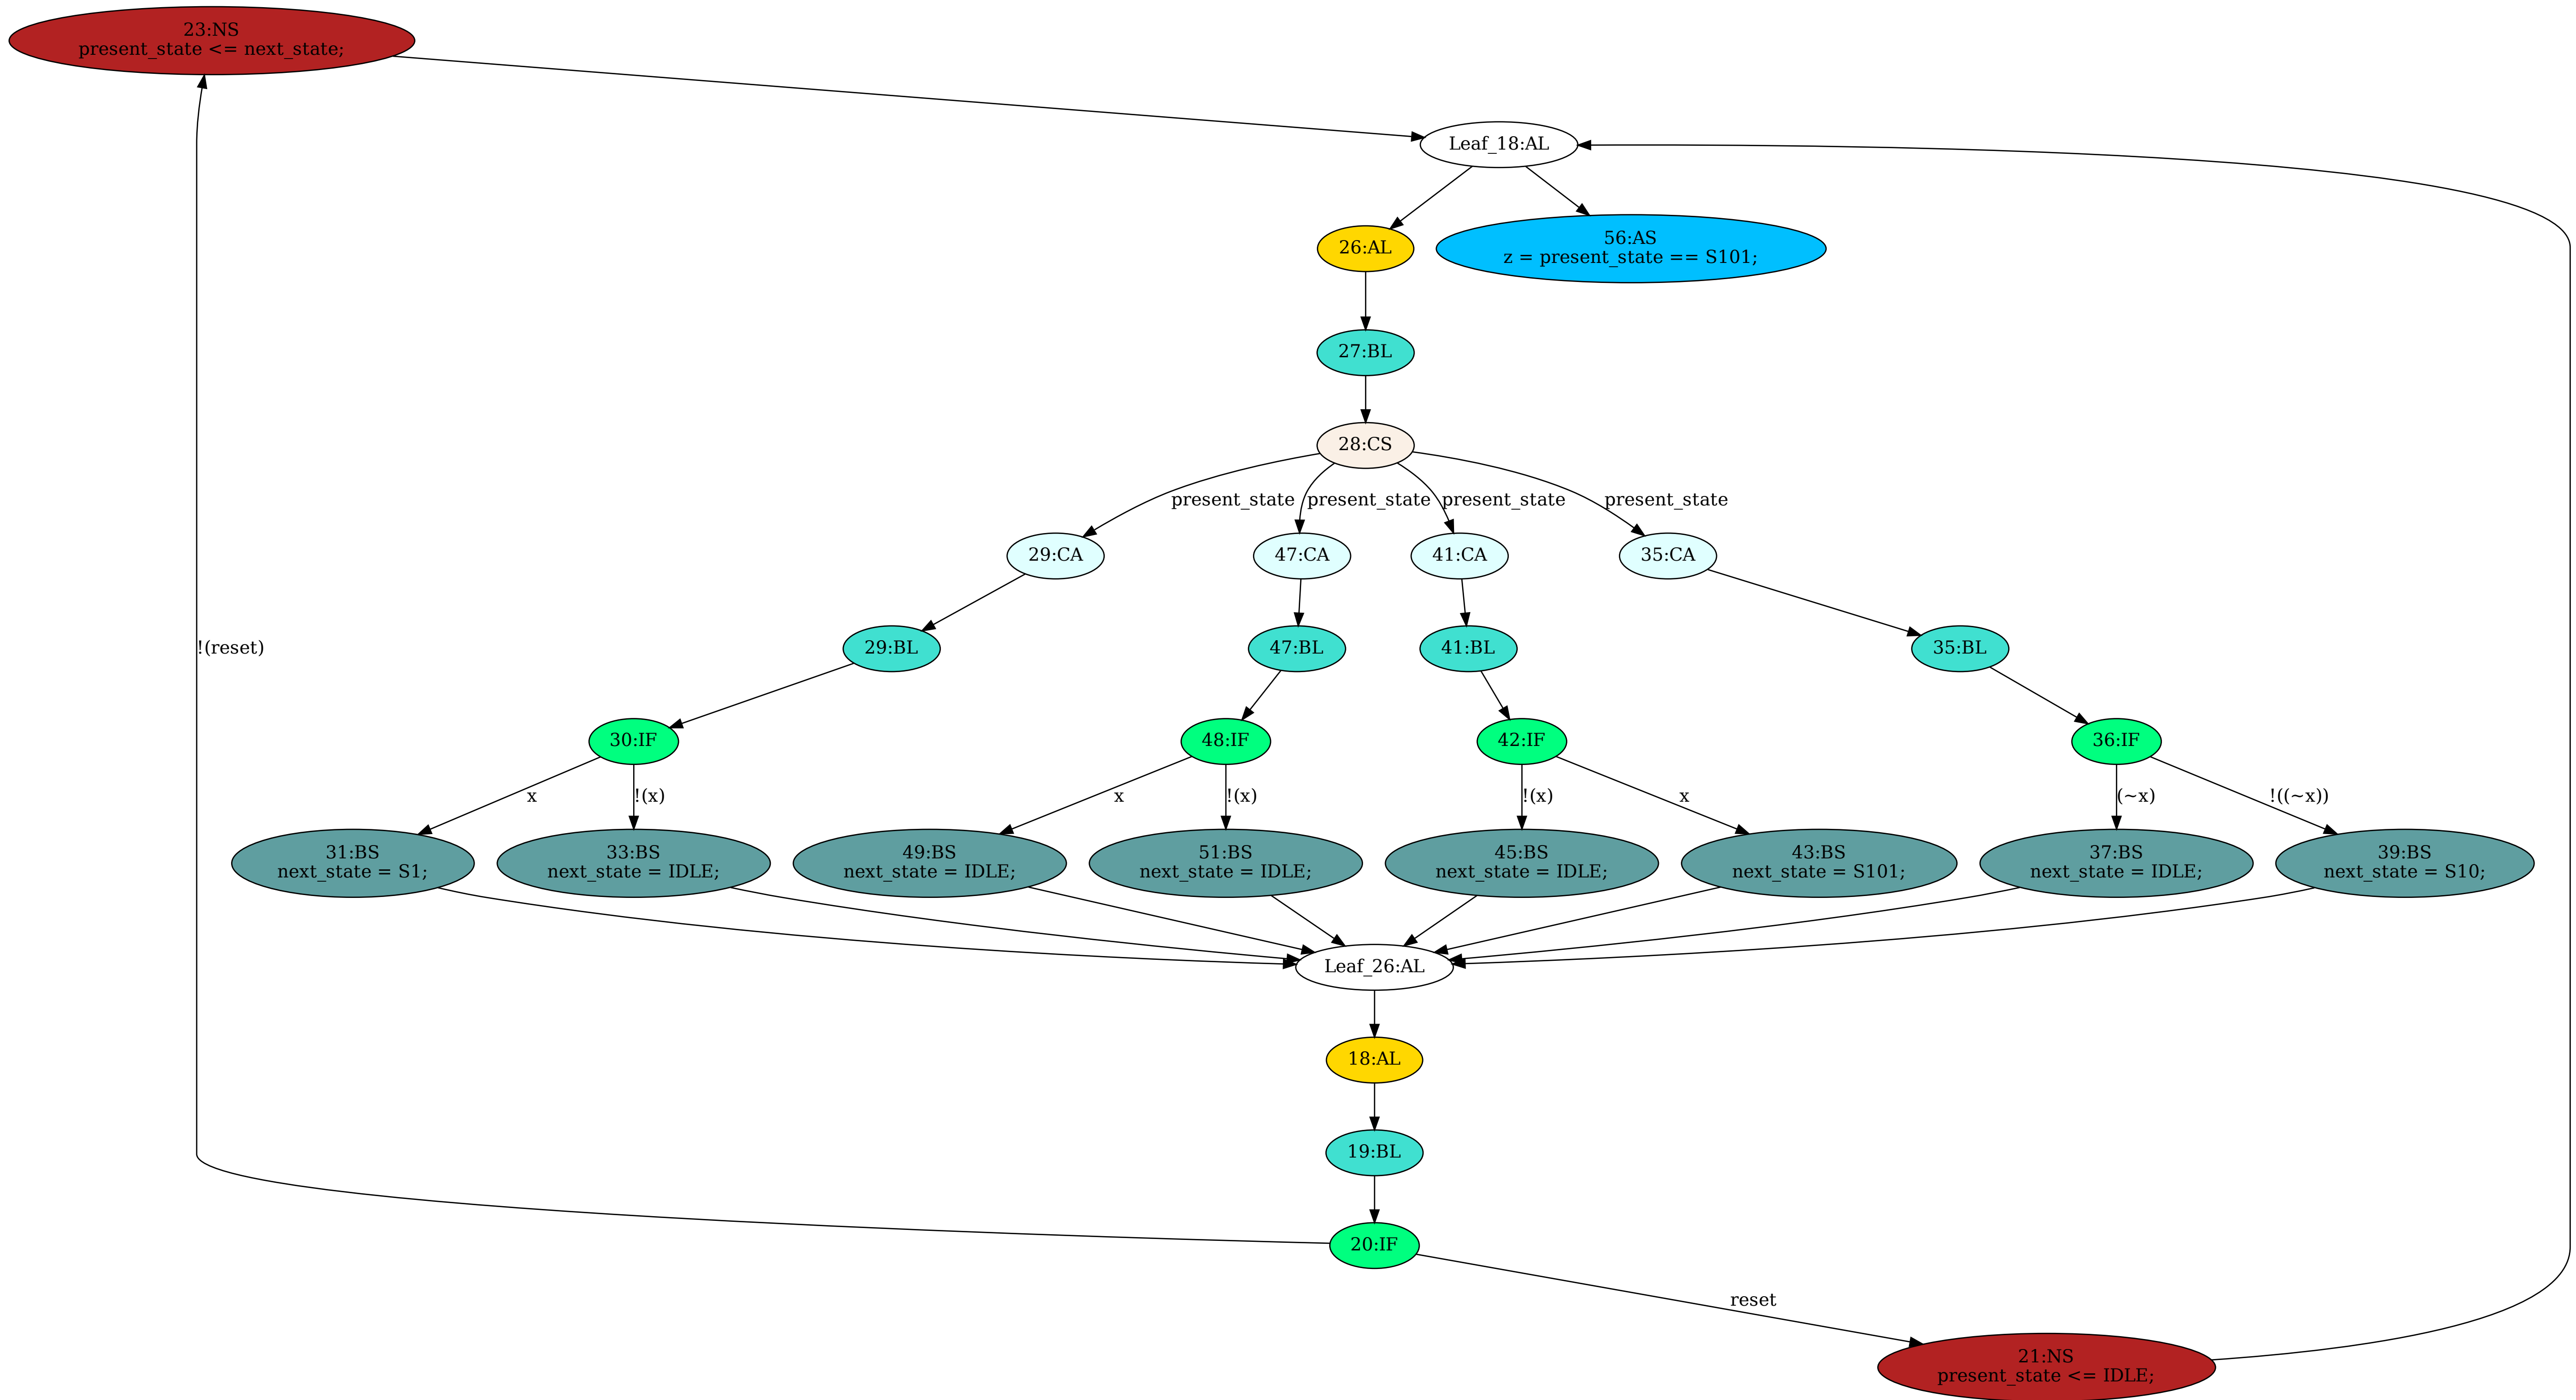 23:NS
present_state <= next_state;
Leaf_18:AL
26:AL
56:AS
z = present_state == S101;
27:BL
28:CS
present_state
present_state
present_state
present_state
29:CA
47:CA
41:CA
35:CA
!(reset)
29:BL
47:BL
41:BL
35:BL
30:IF
48:IF
42:IF
36:IF
x
!(x)
x
!(x)
!(x)
x
(~x)
!((~x))
31:BS
next_state = S1;
33:BS
next_state = IDLE;
49:BS
next_state = IDLE;
51:BS
next_state = IDLE;
45:BS
next_state = IDLE;
43:BS
next_state = S101;
37:BS
next_state = IDLE;
39:BS
next_state = S10;
Leaf_26:AL
18:AL
19:BL
20:IF
reset
21:NS
present_state <= IDLE;